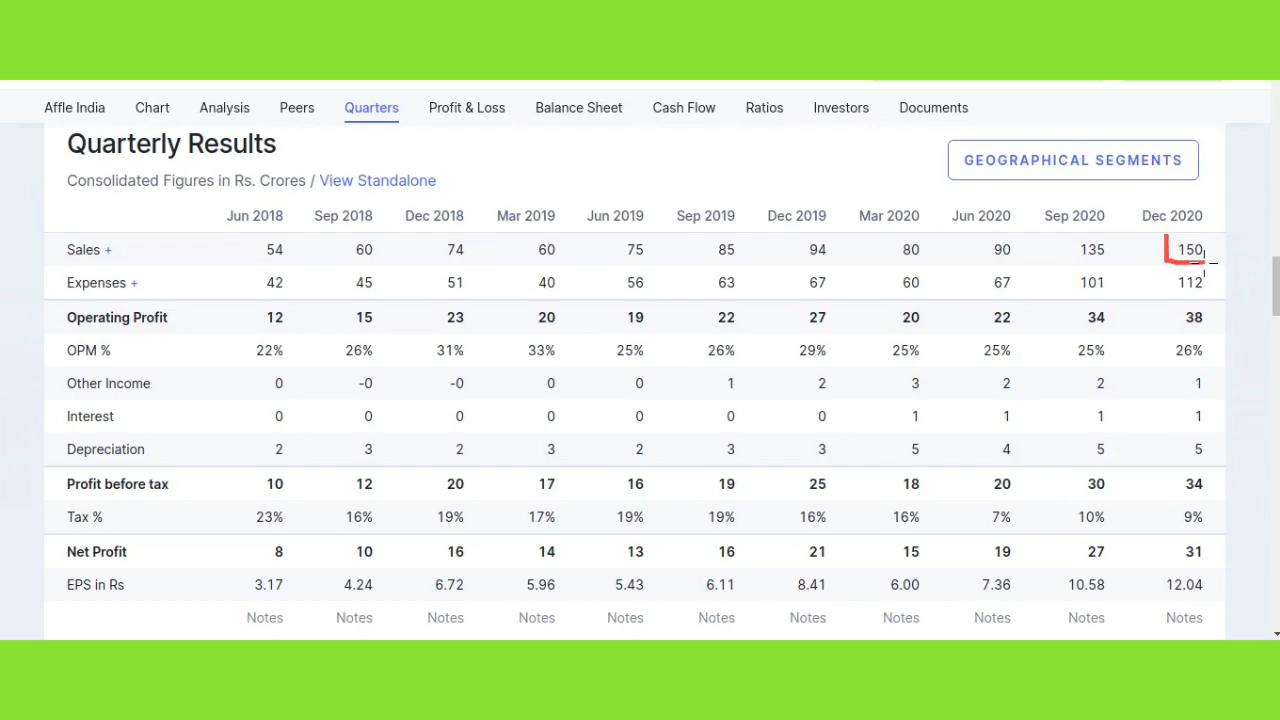 Affle India Chart Analysis Peers Quarters Profit & Loss Balance Sheet Cash Flow Ratios Investors Documents
Quarterly Results
GEOGRAPHICAL SEGMENTS
Consolidated Figures in Rs. Crores / View Standalone
Jun 2018 Sep 2018 Dec 2018 Mar 2019 Jun 2019 Sep 2019 Dec 2019 Mar 2020 Jun 2020 Sep 2020 Dec 2020
Sales + 54 60 74 60 75 85 94 80 90 135 150
Expenses + 42 45 51 40 56 63 67 60 67 101 112
Operating Profit 12 15 23 20 19 22 27 20 22 34 38
OPM % 22% 26% 31% 33% 25% 26% 29% 25% 25% 25% 26%
Other Income 0 -0 -0 0 0 1 2 3 2 2 1
Interest 0 0 0 0 0 0 0 1 1 1 1
Depreciation 2 3 2 3 2 3 3 5 4 5 5
Profit before tax 10 12 20 17 16 19 25 18 20 30 34
Tax % 23% 16% 19% 17% 19% 19% 16% 16% 7% 10% 9%
Net Profit 8 10 16 14 13 16 21 15 19 27 31
EPS in Rs 3.17 4.24 6.72 5.96 5.43 6.11 8.41 6.00 7.36 10.58 12.04
Notes Notes Notes Notes Notes Notes Notes Notes Notes Notes Notes